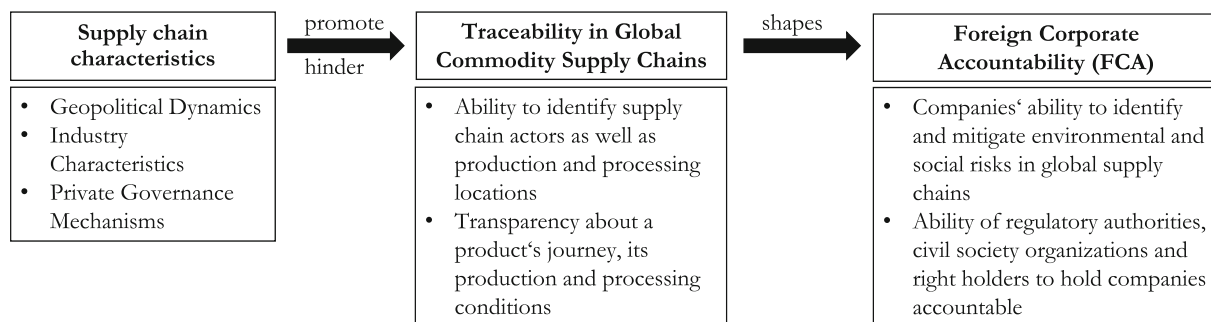 Supply chain
characteristics
• Geopolitical Dynamics
• Industry
Characteristics
• Private Governance
Mechanisms
promote
hinder
Traceability in Global
Commodity Supply Chains
• Ability to identify supply
chain actors as well as
production and processing
locations
• Transparency about a
product‘s journey, its
production and processing
conditions
shapes
Foreign Corporate
Accountability (FCA)
• Companies‘ ability to identify
and mitigate environmental and
social risks in global supply
chains
• Ability of regulatory authorities,
civil society organizations and
right holders to hold companies
accountable